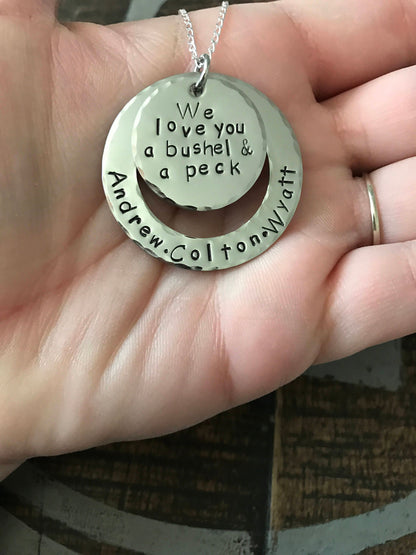 We
love you
a bushel &
a peck
Andrew•Colton•Wyatt